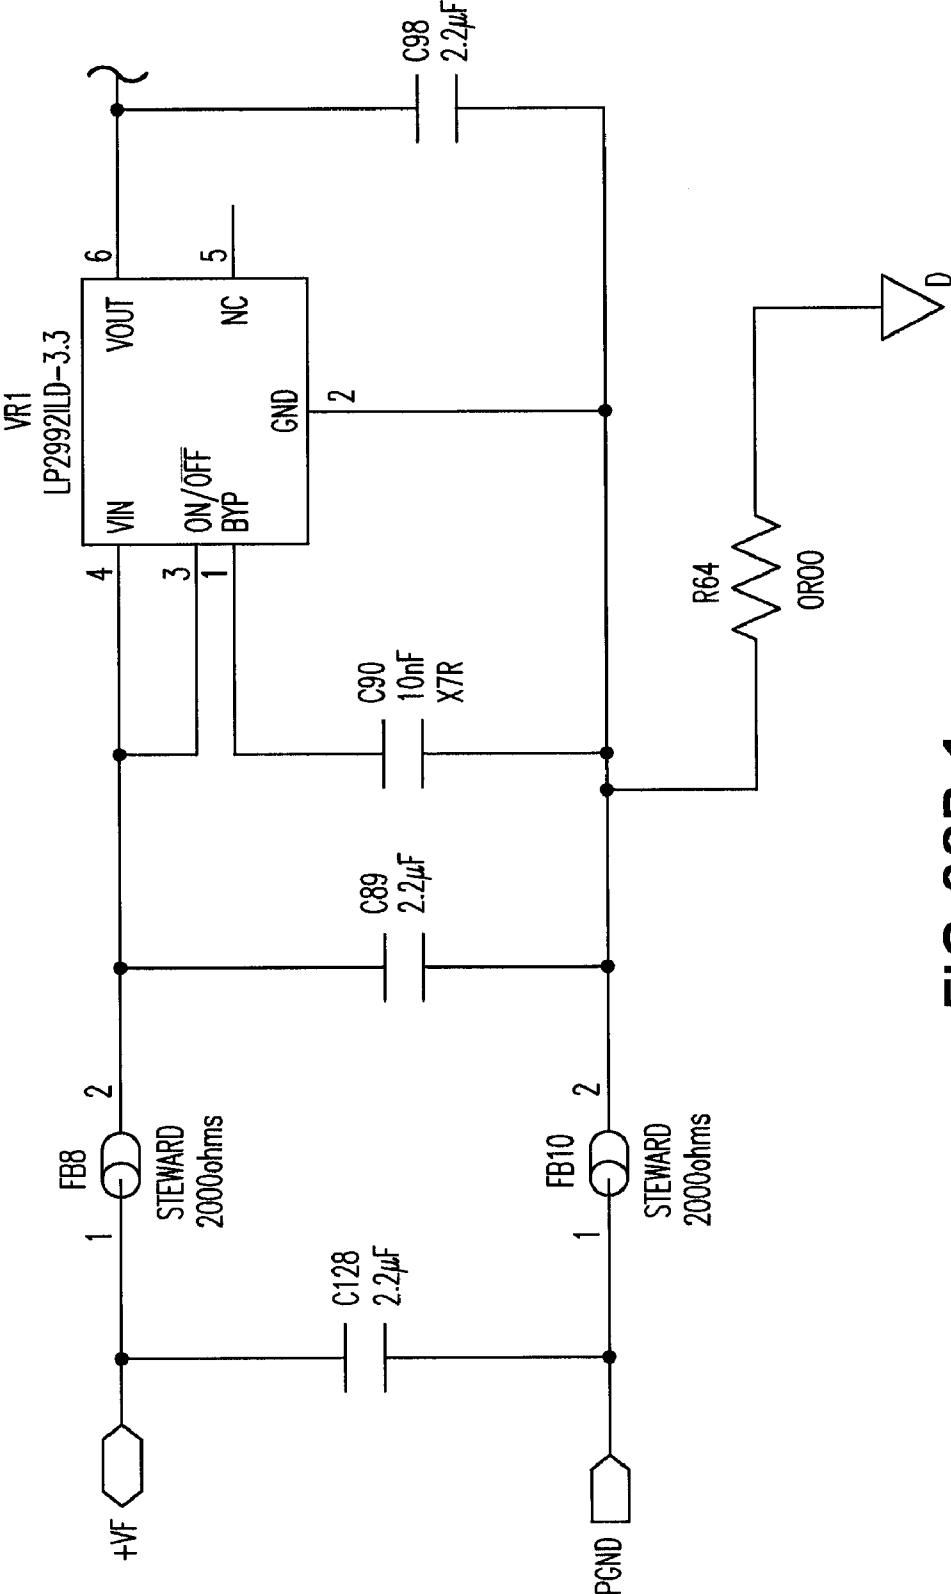 VR1
LP2992ILD-3.3
4
VIN
VOUT
6
3
ON/OFF
1
BYP
NC
5
GND
2
C98
2.2µF
C90
10nF
X7R
C89
2.2µF
FB8
1
2
STEWARD
2000ohms
C128
2.2µF
FB10
1
2
STEWARD
2000ohms
+VF
PGND
R64
0R00
D